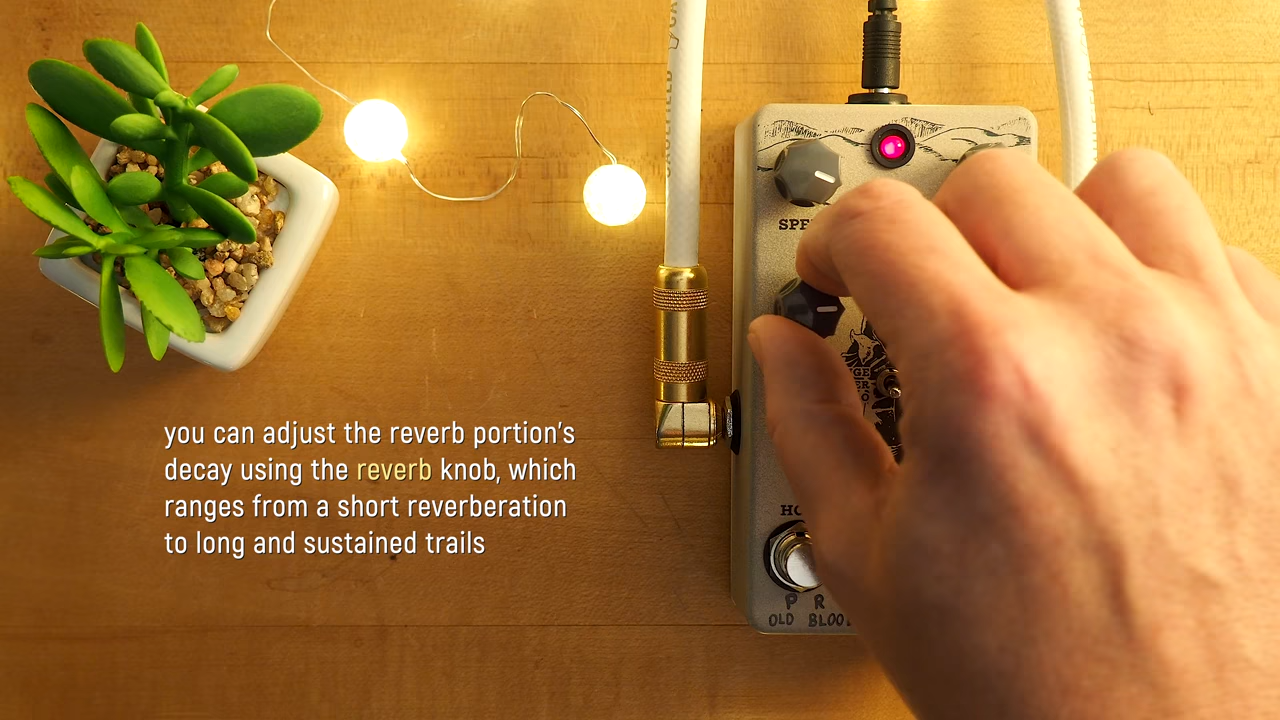 you can adjust the reverb portion's
decay using the reverb knob, which
ranges from a short reverberation
to long and sustained trails
OLD